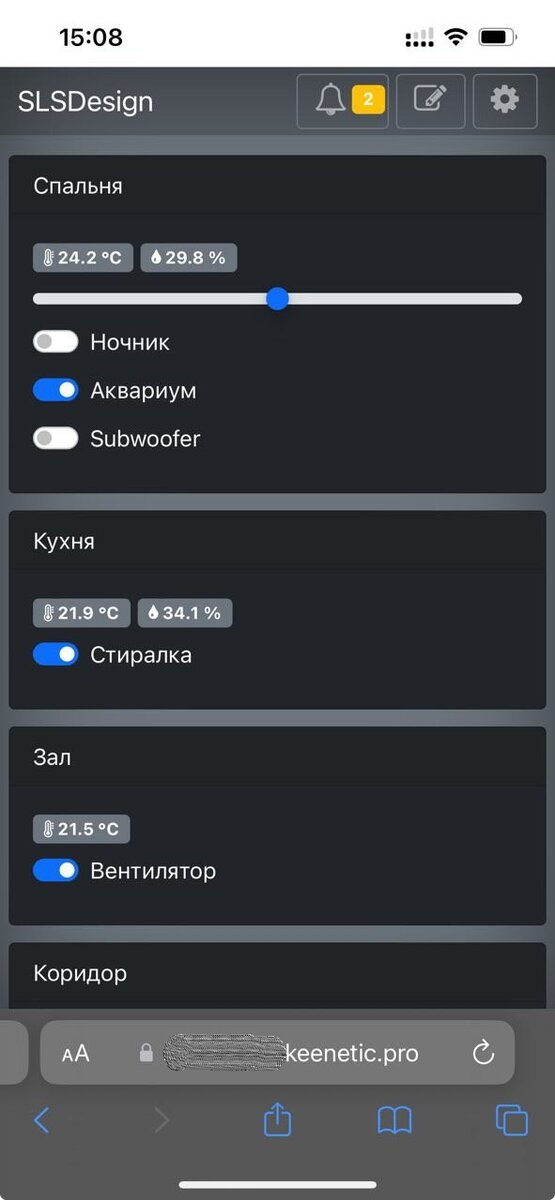 15:08
SLSDesign
2
Спальня
24.2 °C 29.8 %
Ночник
Аквариум
Subwoofer
Кухня
21.9 °C 34.1 %
Стиралка
Зал
21.5 °C
Вентилятор
Коридор
AA keenetic.pro